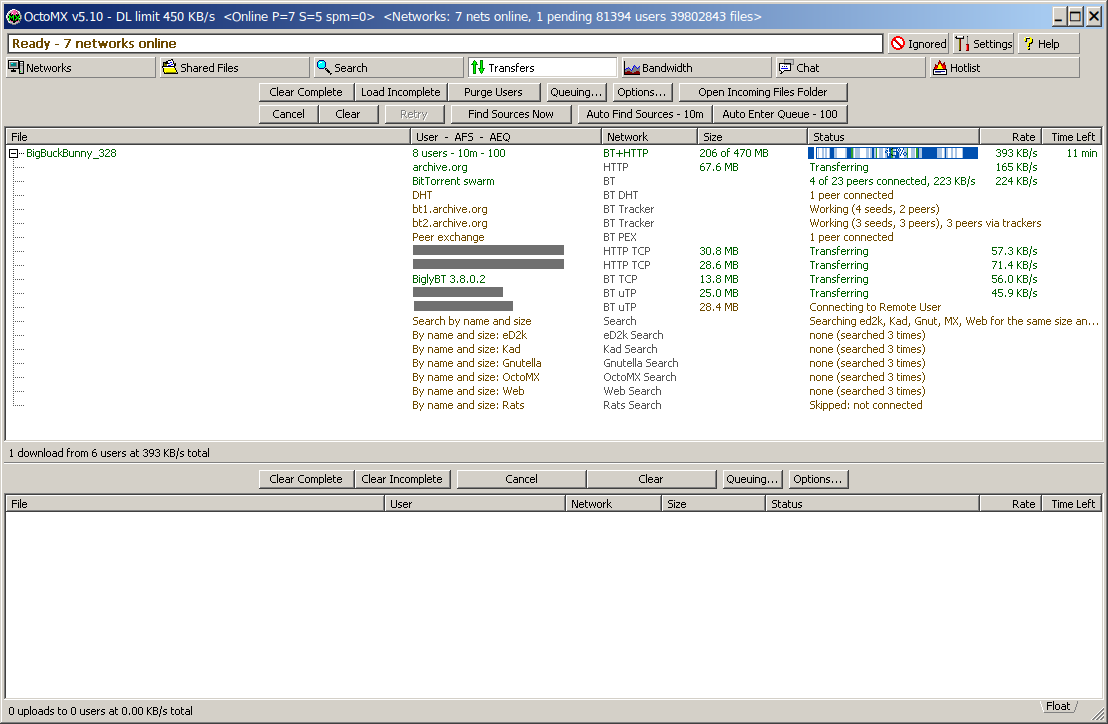 OctoMX v5.10 - DL limit 450 KB/s <Online P=7 S=5 spm=0> <Networks: 7 nets online, 1 pending 81394 users 39802843 files>
Ready - 7 networks online Ignored Settings ? Help
Networks Shared Files Search Transfers Bandwidth Chat Hotlist
Clear Complete Load Incomplete Purge Users Queuing... Options... Open Incoming Files Folder
Cancel Clear Retry Find Sources Now Auto Find Sources - 10m Auto Enter Queue - 100
File User - AFS - AEQ Network Size Status Rate Time Left
BigBuckBunny_328 8 users - 10m - 100 BT+HTTP 206 of 470 MB 393 KB/s 11 min
archive.org HTTP 67.6 MB Transferring 165 KB/s
BitTorrent swarm BT 4 of 23 peers connected, 223 KB/s 224 KB/s
DHT BT DHT 1 peer connected
bt1.archive.org BT Tracker Working (4 seeds, 2 peers)
bt2.archive.org BT Tracker Working (3 seeds, 3 peers), 3 peers via trackers
Peer exchange BT PEX 1 peer connected
HTTP TCP 30.8 MB Transferring 57.3 KB/s
HTTP TCP 28.6 MB Transferring 71.4 KB/s
BiglyBT 3.8.0.2 BT TCP 13.8 MB Transferring 56.0 KB/s
BT uTP 25.0 MB Transferring 45.9 KB/s
BT uTP 28.4 MB Connecting to Remote User
Search by name and size Search Searching ed2k, Kad, Gnut, MX, Web for the same size an...
By name and size: eD2k eD2k Search none (searched 3 times)
By name and size: Kad Kad Search none (searched 3 times)
By name and size: Gnutella Gnutella Search none (searched 3 times)
By name and size: OctoMX OctoMX Search none (searched 3 times)
By name and size: Web Web Search none (searched 3 times)
By name and size: Rats Rats Search Skipped: not connected
1 download from 6 users at 393 KB/s total
Clear Complete Clear Incomplete Cancel Clear Queuing... Options...
File User Network Size Status Rate Time Left
0 uploads to 0 users at 0.00 KB/s total Float